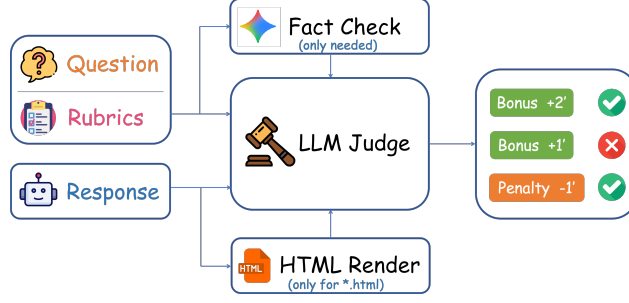 Question
Rubrics
Response
Fact Check
(only needed)
LLM Judge
HTML
HTML Render
(only for *.html)
Bonus +2'
Bonus +1'
Penalty -1'